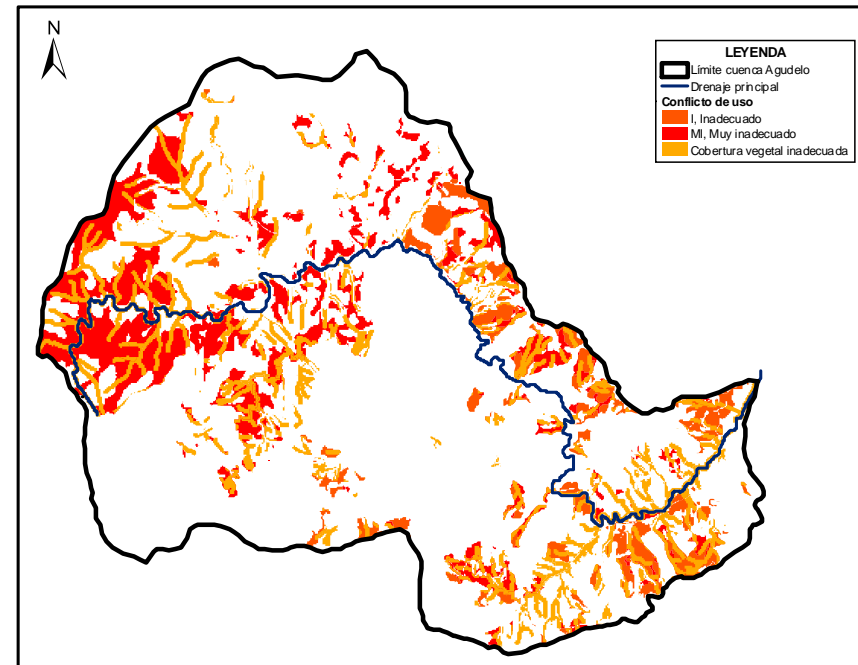 N
LEYENDA
Límite cuenca Agudelo
Drenaje principal
Conflicto de uso
I, Inadecuado
MI, Muy inadecuado
Cobertura vegetal inadecuada